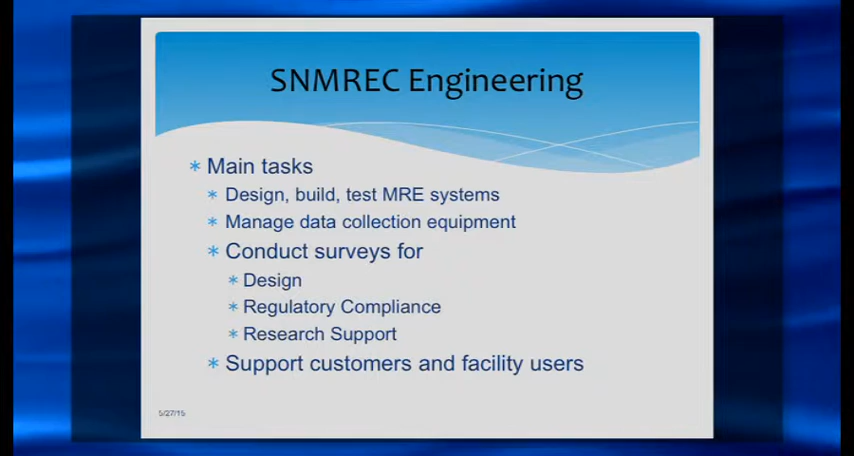 SNMREC Engineering
* Main tasks
* Design, build, test MRE systems
* Manage data collection equipment
* Conduct surveys for
* Design
* Regulatory Compliance
* Research Support
* Support customers and facility users
5/27/15